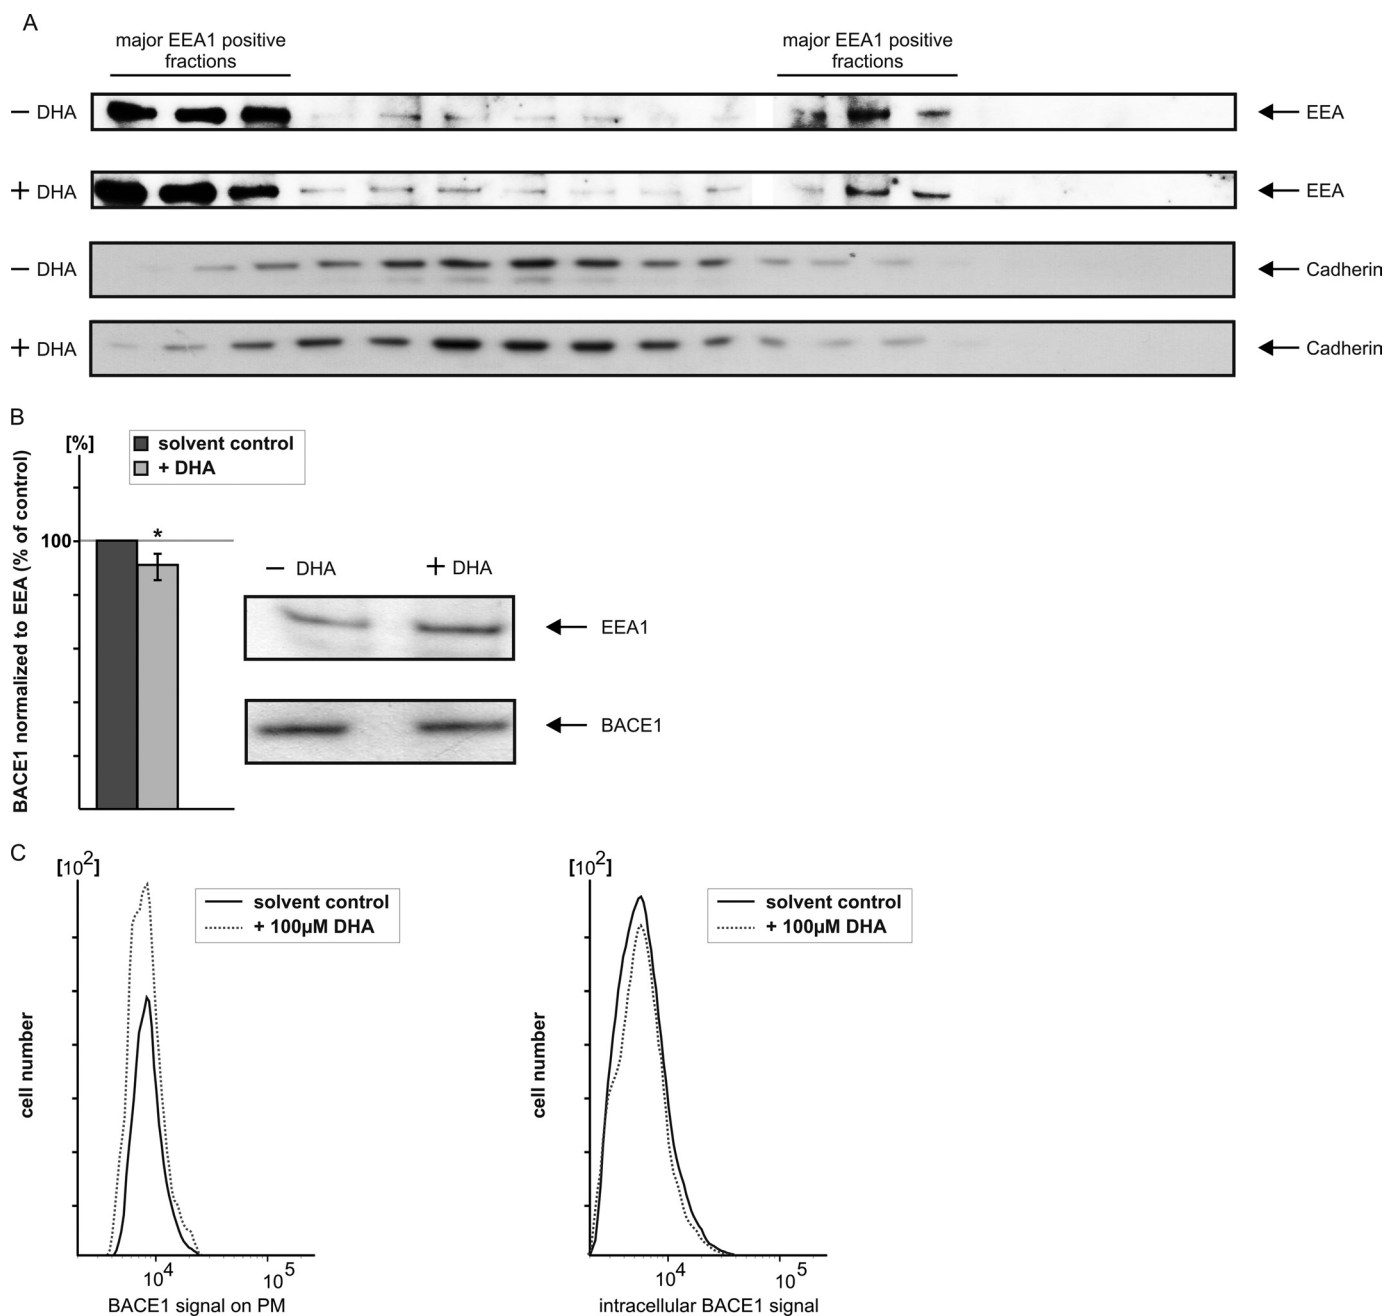 A
major EEA1 positive
fractions
major EEA1 positive
fractions
− DHA
EEA
+ DHA
EEA
− DHA
Cadherin
+ DHA
Cadherin
B
[%]
solvent control
+ DHA
BACE1 normalized to EEA (% of control)
100
*
− DHA
+ DHA
EEA1
BACE1
C
[10²]
solvent control
+ 100µM DHA
cell number
10⁴
10⁵
BACE1 signal on PM
[10²]
solvent control
+ 100µM DHA
cell number
10⁴
10⁵
intracellular BACE1 signal